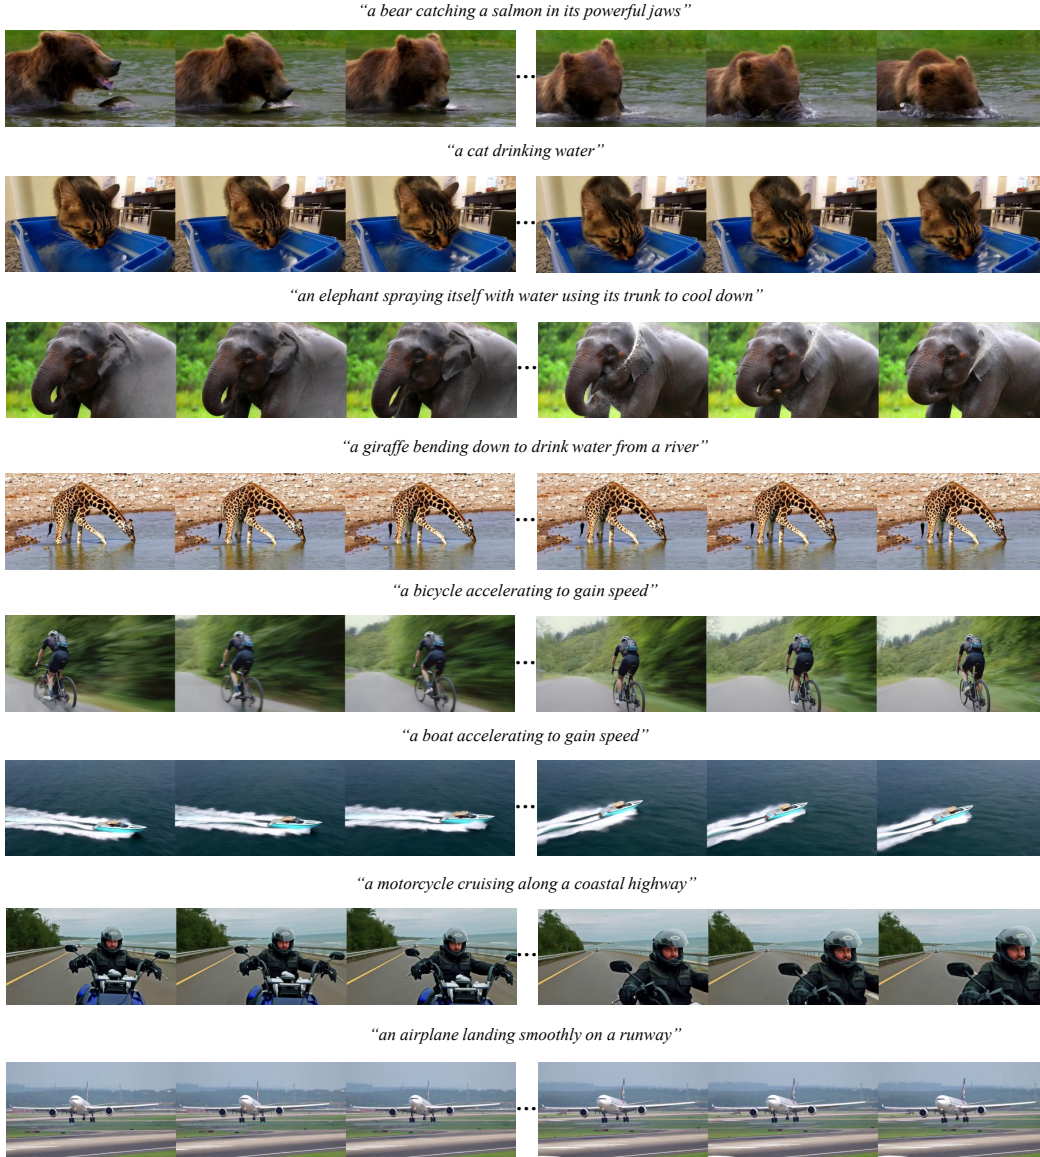 “a bear catching a salmon in its powerful jaws”
...
“a cat drinking water”
...
“an elephant spraying itself with water using its trunk to cool down”
...
“a giraffe bending down to drink water from a river”
...
“a bicycle accelerating to gain speed”
...
“a boat accelerating to gain speed”
...
“a motorcycle cruising along a coastal highway”
...
“an airplane landing smoothly on a runway”
...